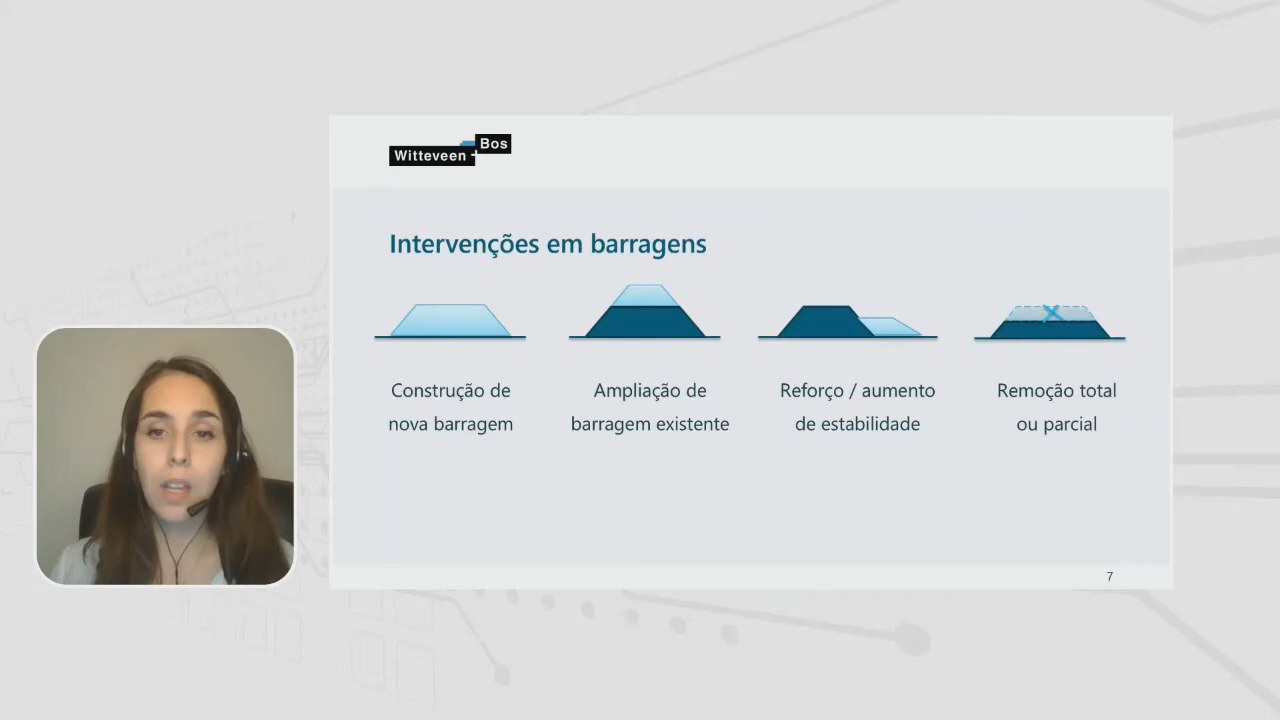 Witteveen + Bos
Intervenções em barragens
Construção de
nova barragem
Ampliação de
barragem existente
Reforço / aumento
de estabilidade
Remoção total
ou parcial
7